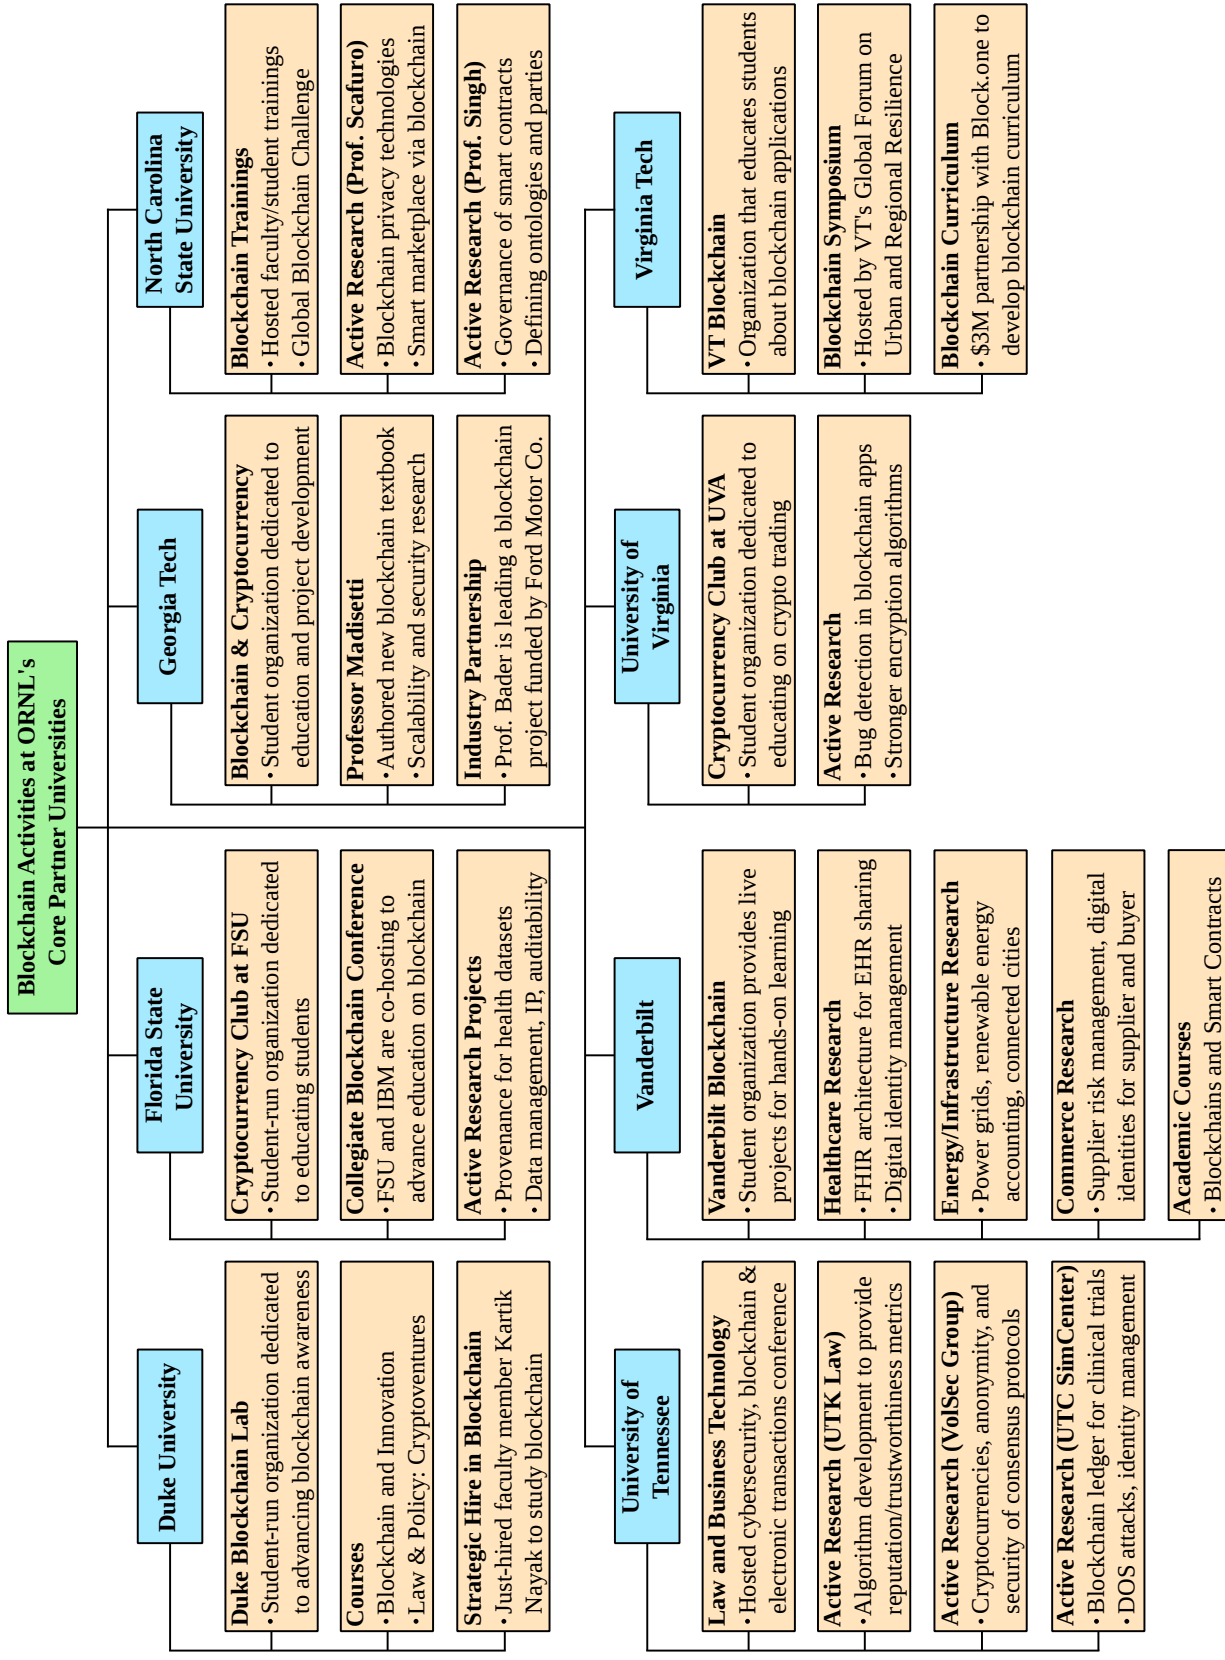 Blockchain Activities at ORNL's
Core Partner Universities
Duke University
Duke Blockchain Lab
• Student-run organization dedicated
to advancing blockchain awareness
Courses
• Blockchain and Innovation
• Law & Policy: Cryptoventures
Strategic Hire in Blockchain
• Just-hired faculty member Kartik
Nayak to study blockchain
Florida State
University
Cryptocurrency Club at FSU
• Student-run organization dedicated
to educating students
Collegiate Blockchain Conference
• FSU and IBM are co-hosting to
advance education on blockchain
Active Research Projects
• Provenance for health datasets
• Data management, IP, auditability
Georgia Tech
Blockchain & Cryptocurrency
• Student organization dedicated to
education and project development
Professor Madisetti
• Authored new blockchain textbook
• Scalability and security research
Industry Partnership
• Prof. Bader is leading a blockchain
project funded by Ford Motor Co.
North Carolina
State University
Blockchain Trainings
• Hosted faculty/student trainings
• Global Blockchain Challenge
Active Research (Prof. Scafuro)
• Blockchain privacy technologies
• Smart marketplace via blockchain
Active Research (Prof. Singh)
• Governance of smart contracts
• Defining ontologies and parties
University of
Tennessee
Law and Business Technology
• Hosted cybersecurity, blockchain &
electronic transactions conference
Active Research (UTK Law)
• Algorithm development to provide
reputation/trustworthiness metrics
Active Research (VolSec Group)
• Cryptocurrencies, anonymity, and
security of consensus protocols
Active Research (UTC SimCenter)
• Blockchain ledger for clinical trials
• DOS attacks, identity management
Vanderbilt
Vanderbilt Blockchain
• Student organization provides live
projects for hands-on learning
Healthcare Research
• FHIR architecture for EHR sharing
• Digital identity management
Energy/Infrastructure Research
• Power grids, renewable energy
accounting, connected cities
Commerce Research
• Supplier risk management, digital
identities for supplier and buyer
Academic Courses
• Blockchains and Smart Contracts
University of
Virginia
Cryptocurrency Club at UVA
• Student organization dedicated to
educating on crypto trading
Active Research
• Bug detection in blockchain apps
• Stronger encryption algorithms
Virginia Tech
VT Blockchain
• Organization that educates students
about blockchain applications
Blockchain Symposium
• Hosted by VT's Global Forum on
Urban and Regional Resilience
Blockchain Curriculum
• $3M partnership with Block.one to
develop blockchain curriculum